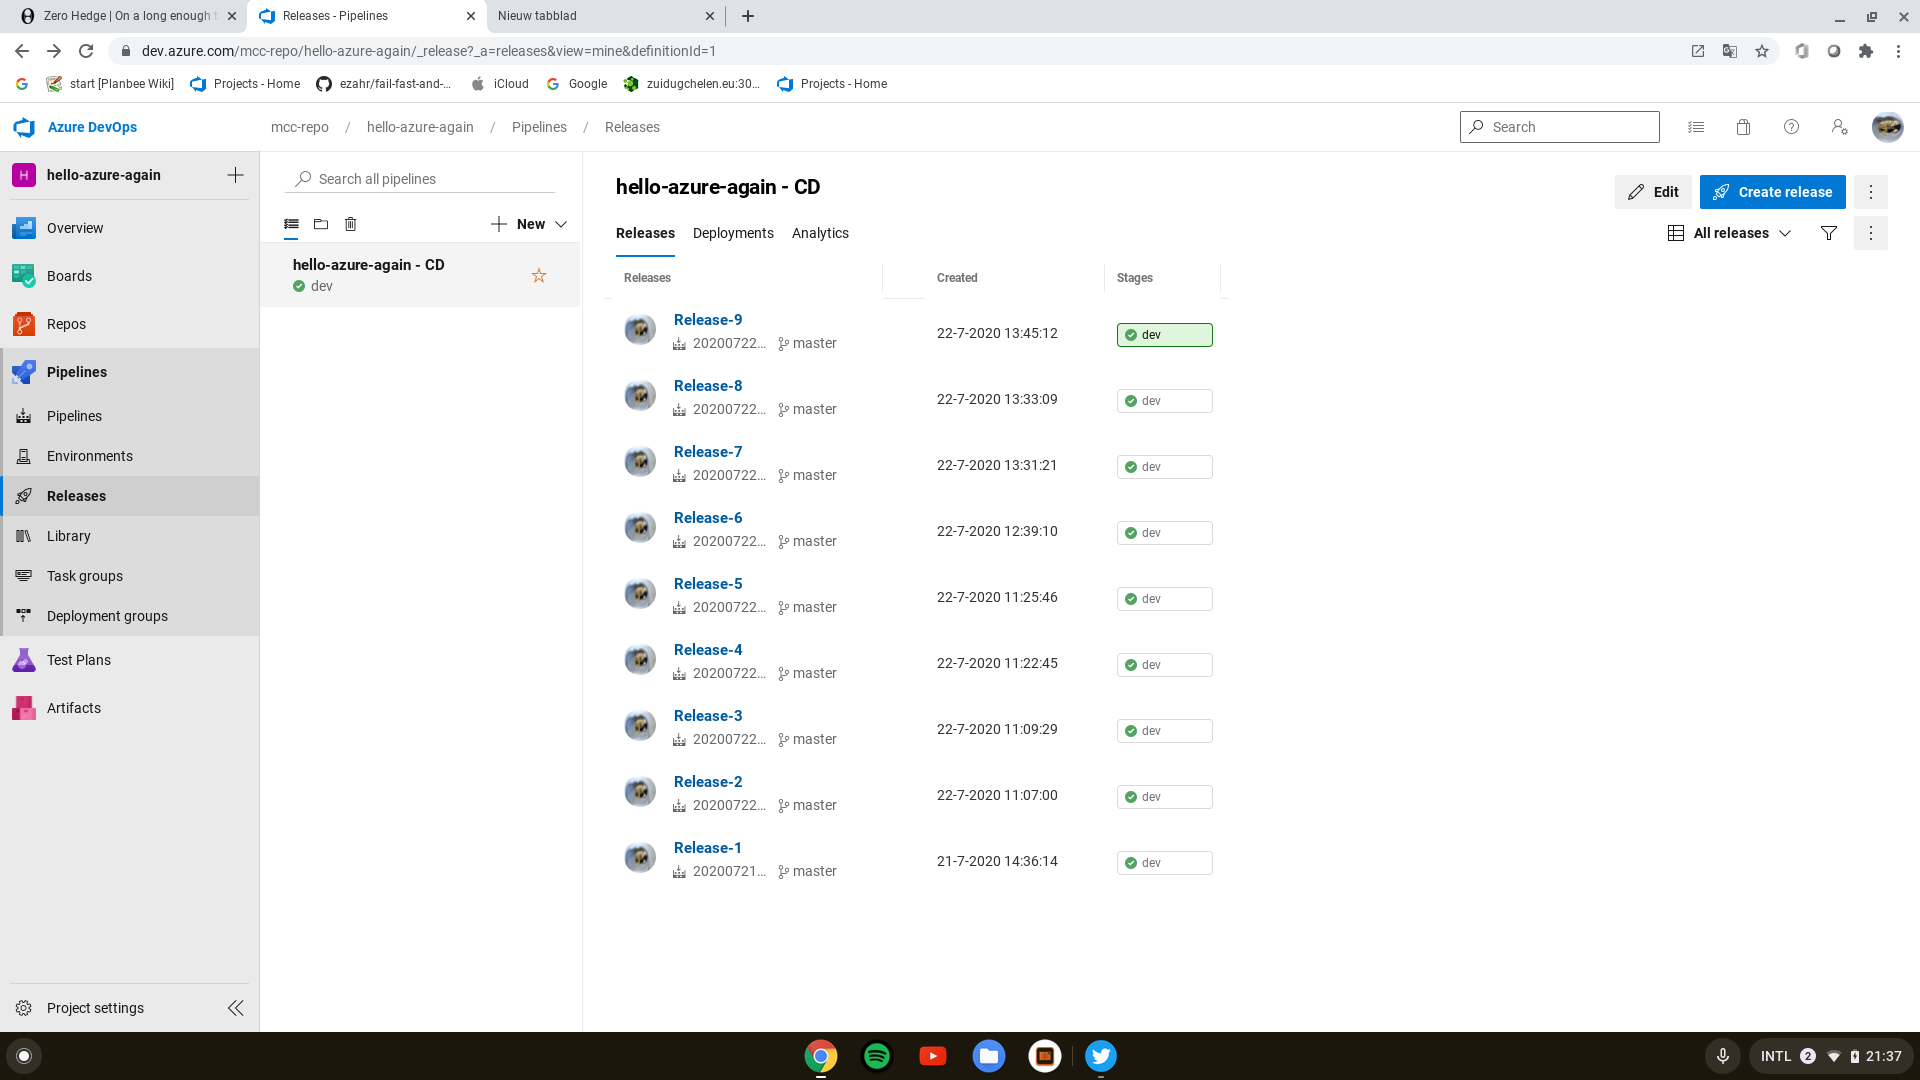 Zero Hedge | On a long enough t
Releases - Pipelines
Nieuw tabblad
dev.azure.com/mcc-repo/hello-azure-again/_release?_a=releases&view=mine&definitionId=1
start [Planbee Wiki]
Projects - Home
ezahr/fail-fast-and-...
iCloud
Google
zuidugchelen.eu:30...
Projects - Home
Azure DevOps
mcc-repo / hello-azure-again / Pipelines / Releases
Search
H hello-azure-again
Overview
Boards
Repos
Pipelines
Pipelines
Environments
Releases
Library
Task groups
Deployment groups
Test Plans
Artifacts
Project settings
Search all pipelines
New
hello-azure-again - CD
dev
hello-azure-again - CD
Edit
Create release
Releases Deployments Analytics
All releases
Releases Created Stages
Release-9
20200722... master
22-7-2020 13:45:12
dev
Release-8
20200722... master
22-7-2020 13:33:09
dev
Release-7
20200722... master
22-7-2020 13:31:21
dev
Release-6
20200722... master
22-7-2020 12:39:10
dev
Release-5
20200722... master
22-7-2020 11:25:46
dev
Release-4
20200722... master
22-7-2020 11:22:45
dev
Release-3
20200722... master
22-7-2020 11:09:29
dev
Release-2
20200722... master
22-7-2020 11:07:00
dev
Release-1
20200721... master
21-7-2020 14:36:14
dev
INTL 2 21:37